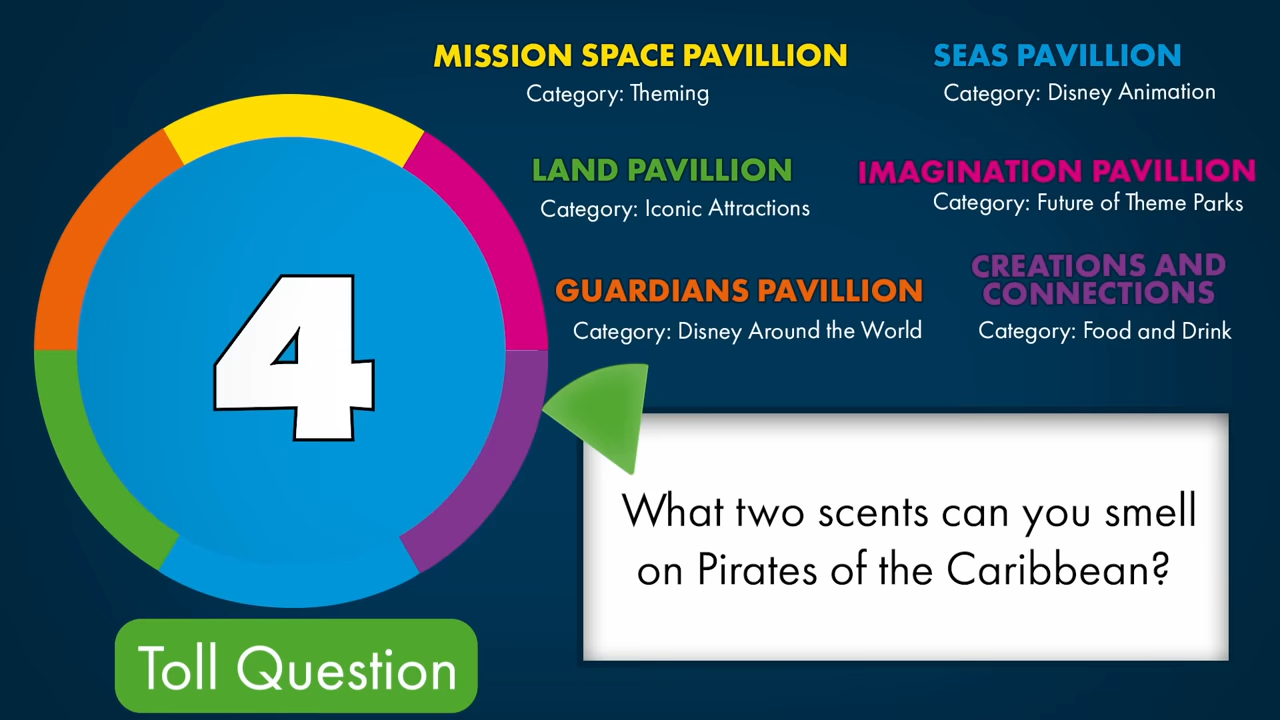 MISSION SPACE PAVILLION
Category: Theming
SEAS PAVILLION
Category: Disney Animation
LAND PAVILLION
Category: Iconic Attractions
IMAGINATION PAVILLION
Category: Future of Theme Parks
GUARDIANS PAVILLION
Category: Disney Around the World
CREATIONS AND
CONNECTIONS
Category: Food and Drink
4
What two scents can you smell
on Pirates of the Caribbean?
Toll Question